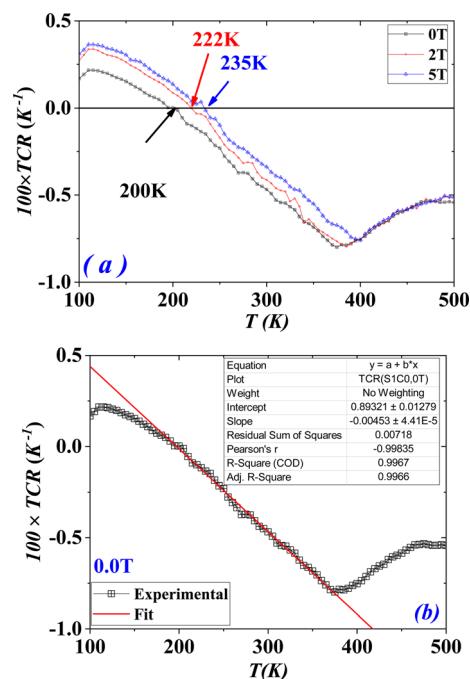 0.5
0.0
-0.5
-1.0
100×TCR (K⁻¹)
222K
235K
200K
0T
2T
5T
( a )
100 200 300 400 500
T (K)
0.5
0.0
-0.5
-1.0
100 × TCR (K⁻¹)
Equation y = a + b*x
Plot TCR(S1C0,0T)
Weight No Weighting
Intercept 0.89321 ± 0.01279
Slope -0.00453 ± 4.41E-5
Residual Sum of Squares 0.00718
Pearson's r -0.99835
R-Square (COD) 0.9967
Adj. R-Square 0.9966
0.0T
Experimental
Fit
(b)
100 200 300 400 500
T(K)